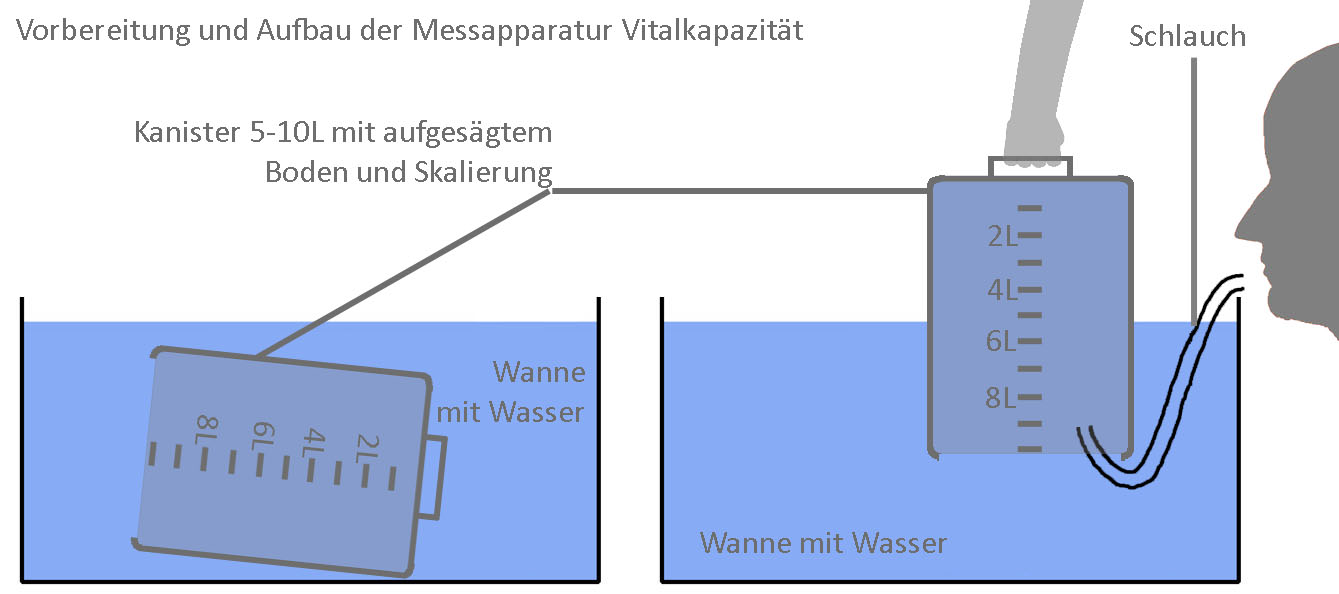 Vorbereitung und Aufbau der Messapparatur Vitalkapazität
Schlauch
Kanister 5-10L mit aufgesägtem
Boden und Skalierung
2L
4L
6L
8L
Wanne
mit Wasser
8L
6L
4L
2L
Wanne mit Wasser